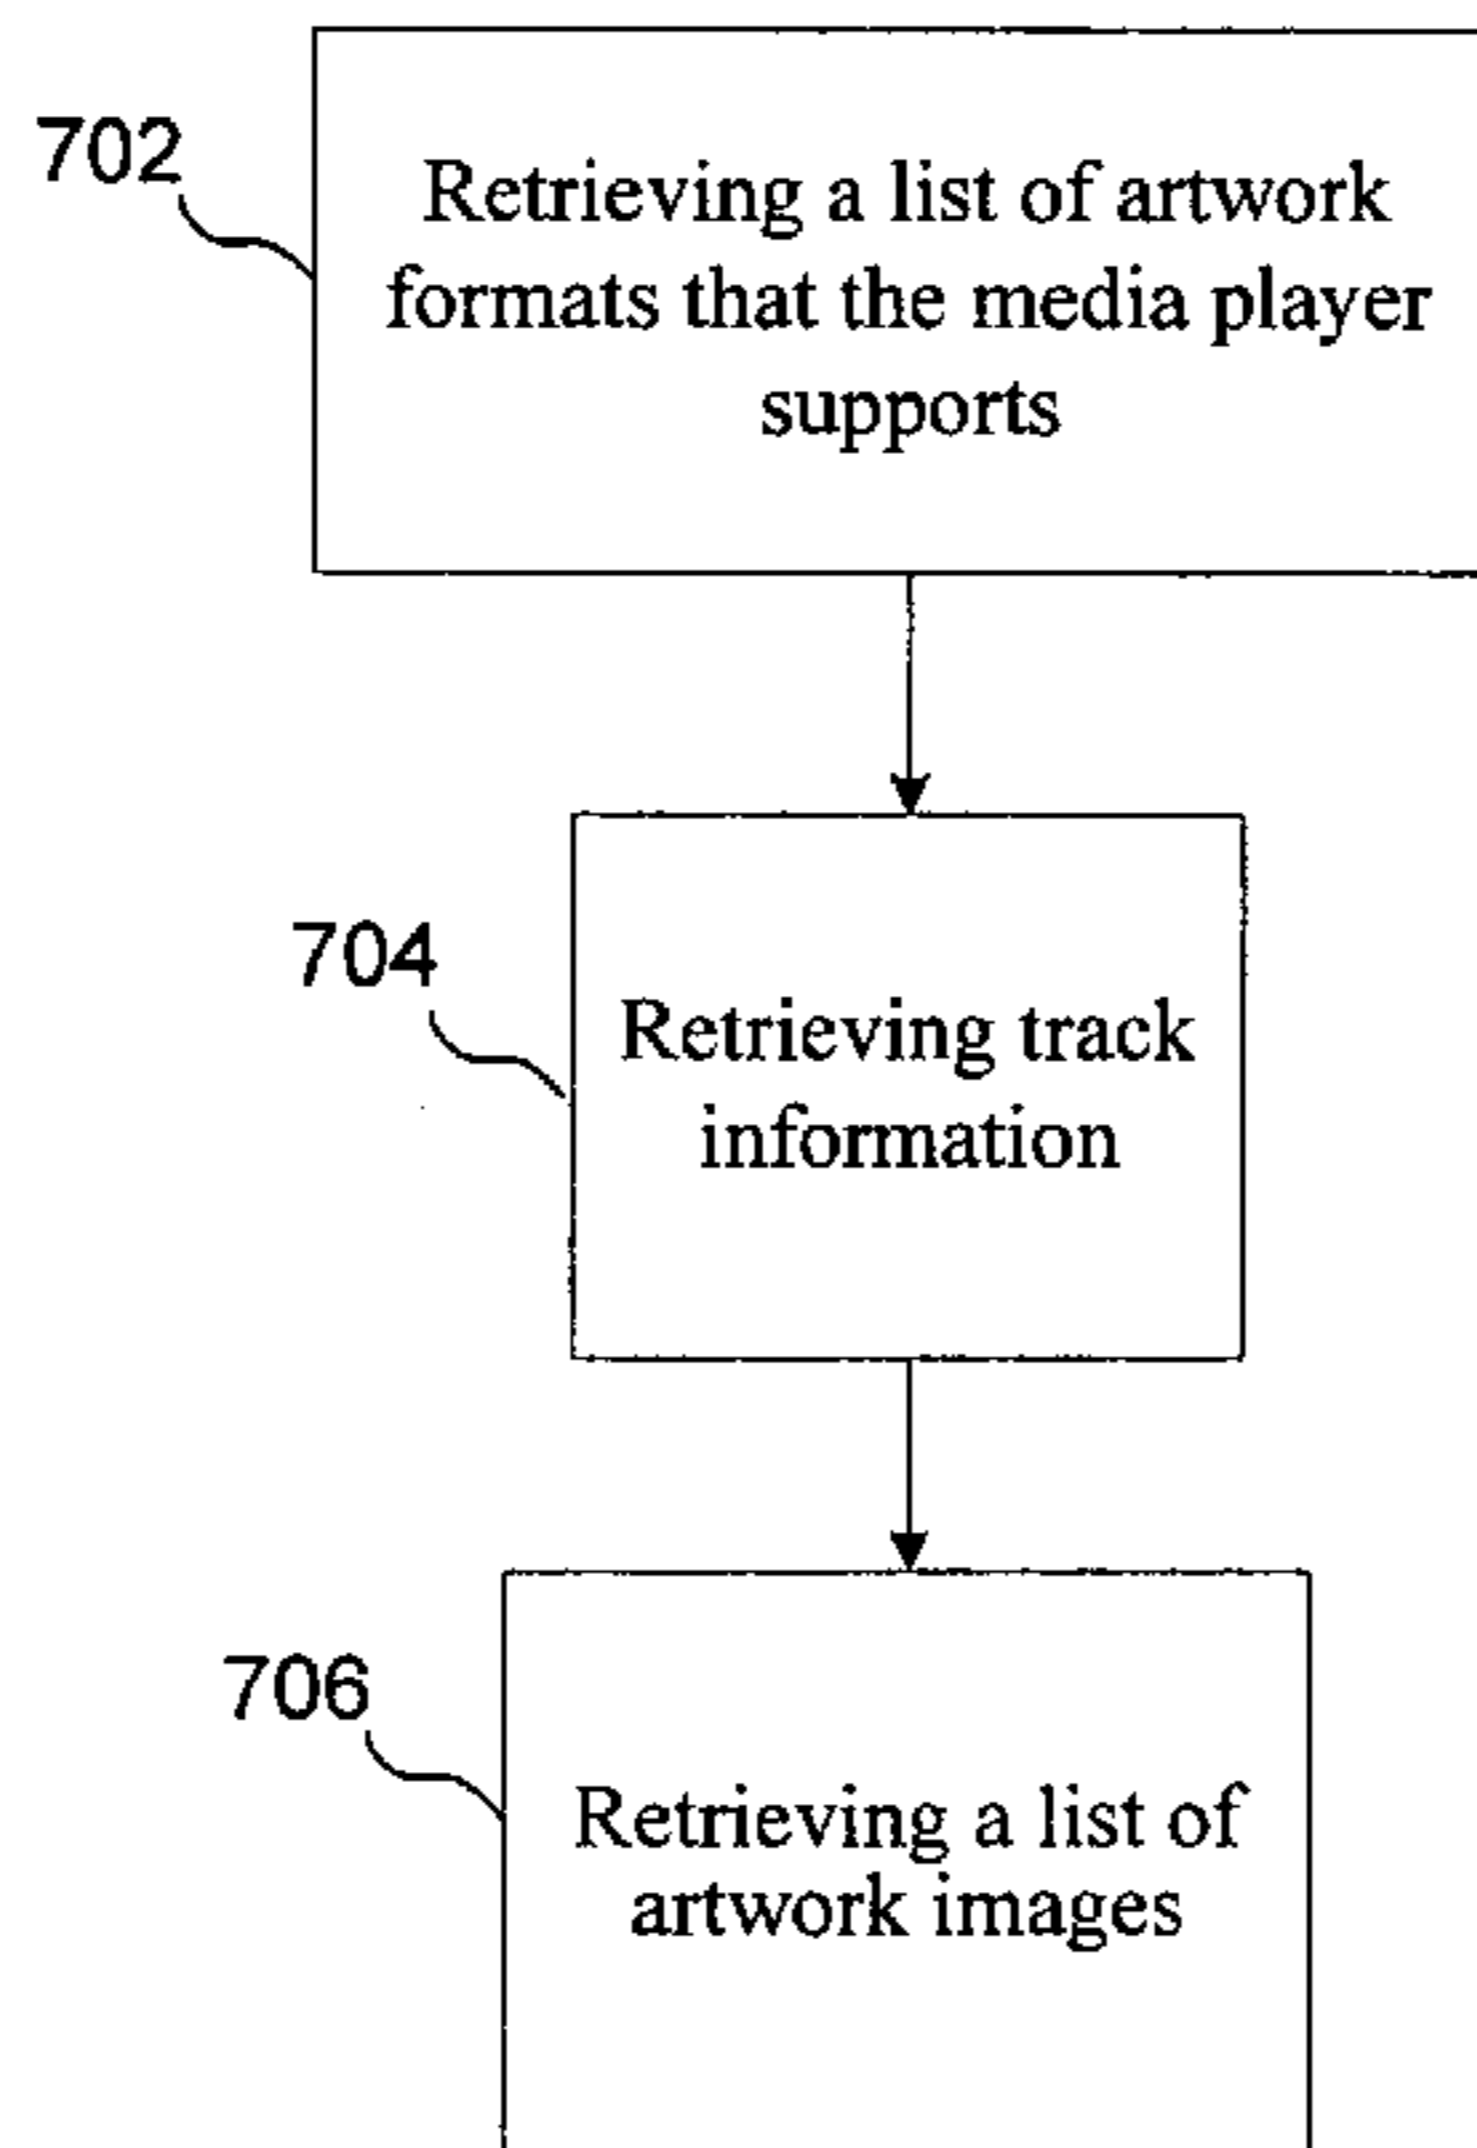 702
Retrieving a list of artwork
formats that the media player
supports
704
Retrieving track
information
706
Retrieving a list of
artwork images